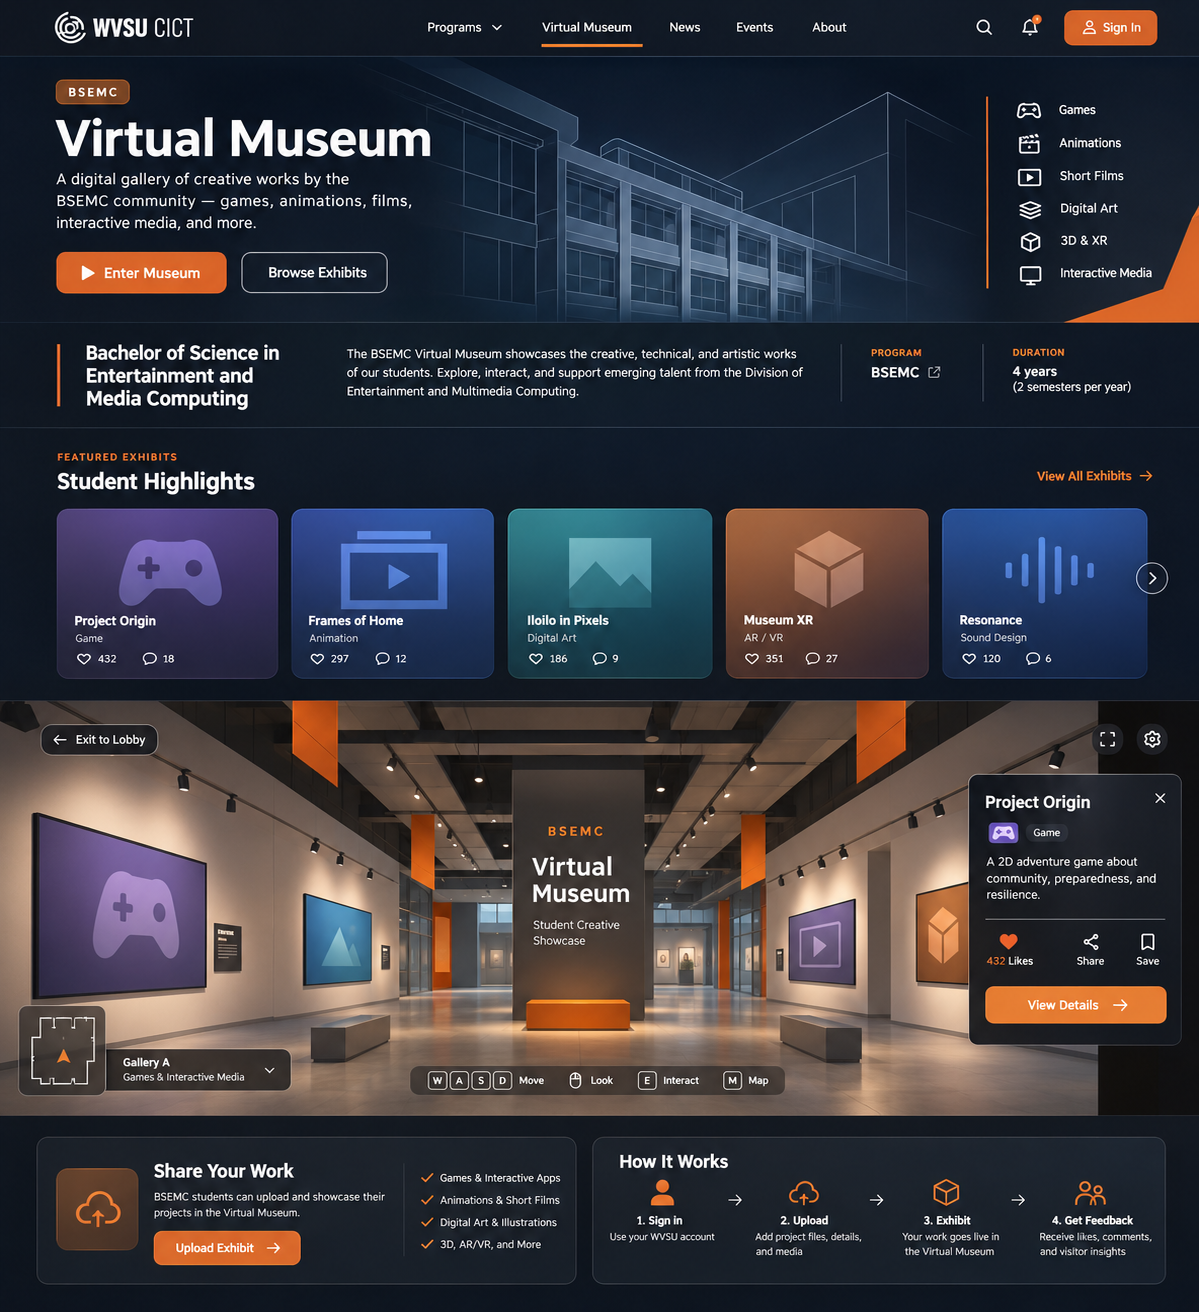 WVSU CICT
Programs
Virtual Museum
News
Events
About
Sign In
BSEMC
Virtual Museum
A digital gallery of creative works by the
BSEMC community — games, animations, films,
interactive media, and more.
Enter Museum
Browse Exhibits
Games
Animations
Short Films
Digital Art
3D & XR
Interactive Media
Bachelor of Science in
Entertainment and
Media Computing
The BSEMC Virtual Museum showcases the creative, technical, and artistic works
of our students. Explore, interact, and support emerging talent from the Division of
Entertainment and Multimedia Computing.
PROGRAM
BSEMC
DURATION
4 years
(2 semesters per year)
FEATURED EXHIBITS
Student Highlights
View All Exhibits
Project Origin
Game
432 18
Frames of Home
Animation
297 12
Iloilo in Pixels
Digital Art
186 9
Museum XR
AR / VR
351 27
Resonance
Sound Design
120 6
Exit to Lobby
BSEMC
Virtual
Museum
Student Creative
Showcase
Project Origin
Game
A 2D adventure game about
community, preparedness, and
resilience.
432 Likes
Share
Save
View Details
Gallery A
Games & Interactive Media
W A S D Move
Look
E Interact
M Map
Share Your Work
BSEMC students can upload and showcase their
projects in the Virtual Museum.
Upload Exhibit
Games & Interactive Apps
Animations & Short Films
Digital Art & Illustrations
3D, AR/VR, and More
How It Works
1. Sign in
Use your WVSU account
2. Upload
Add project files, details,
and media
3. Exhibit
Your work goes live in
the Virtual Museum
4. Get Feedback
Receive likes, comments,
and visitor insights